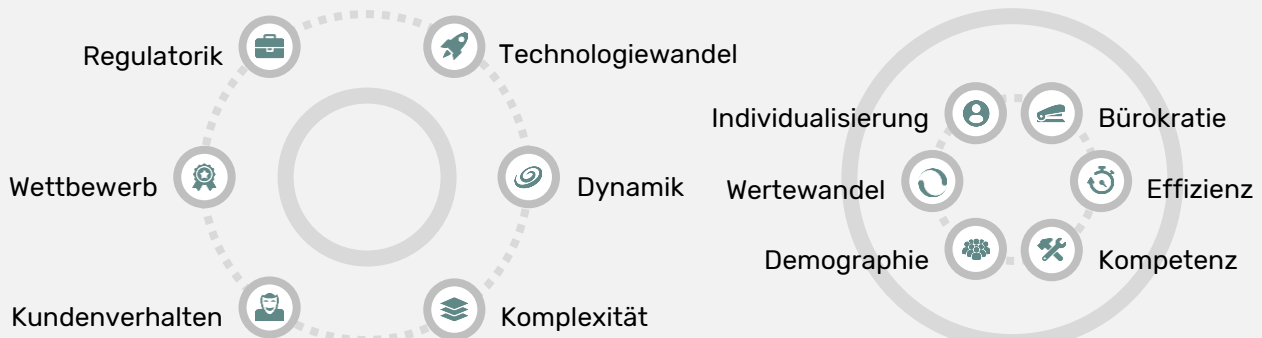 Regulatorik
Technologiewandel
Wettbewerb
Dynamik
Kundenverhalten
Komplexität
Individualisierung
Bürokratie
Wertewandel
Effizienz
Demographie
Kompetenz